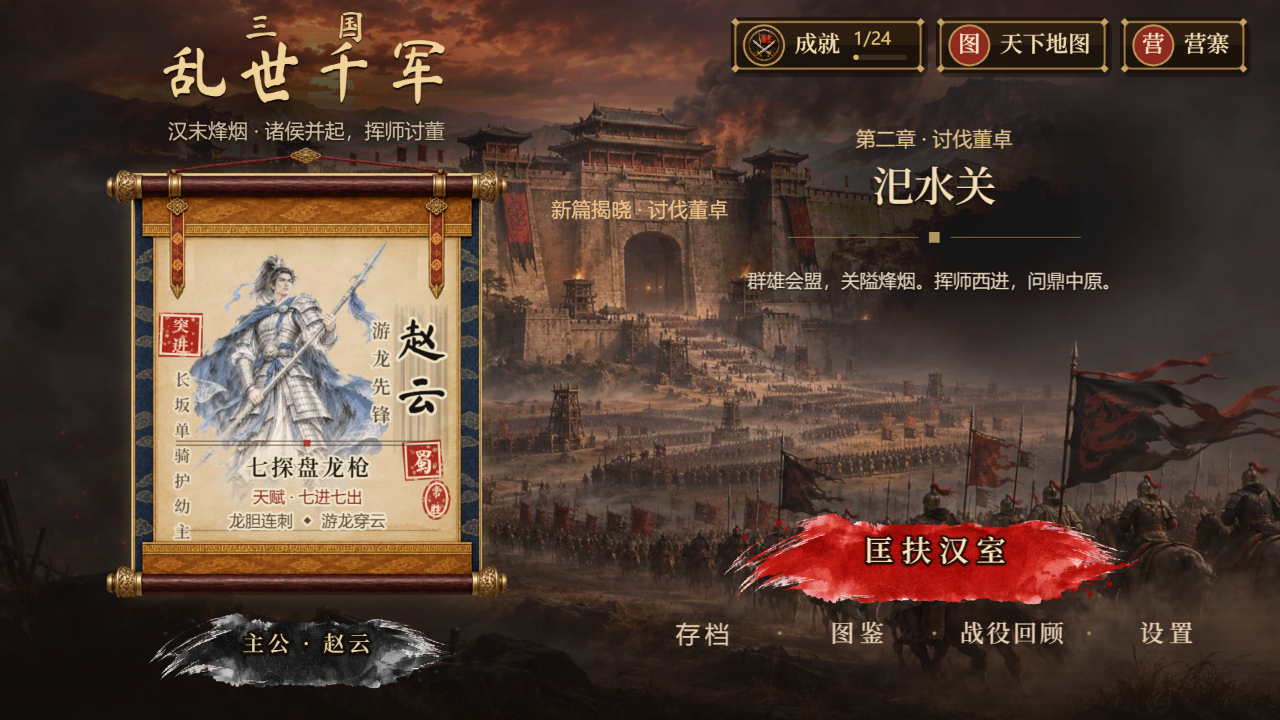 三国
乱世千军
汉末烽烟 · 诸侯并起，挥师讨董
成就 1/24
图 天下地图
营 营寨
第二章 · 讨伐董卓
汜水关
新篇揭晓 · 讨伐董卓
群雄会盟，关隘烽烟。挥师西进，问鼎中原。
突进
赵云
游龙先锋
长坂单骑护幼主
七探盘龙枪
蜀
常胜
天赋 · 七进七出
龙胆连刺 ◆ 游龙穿云
匡扶汉室
主公 · 赵云
存档 · 图鉴 · 战役回顾 · 设置